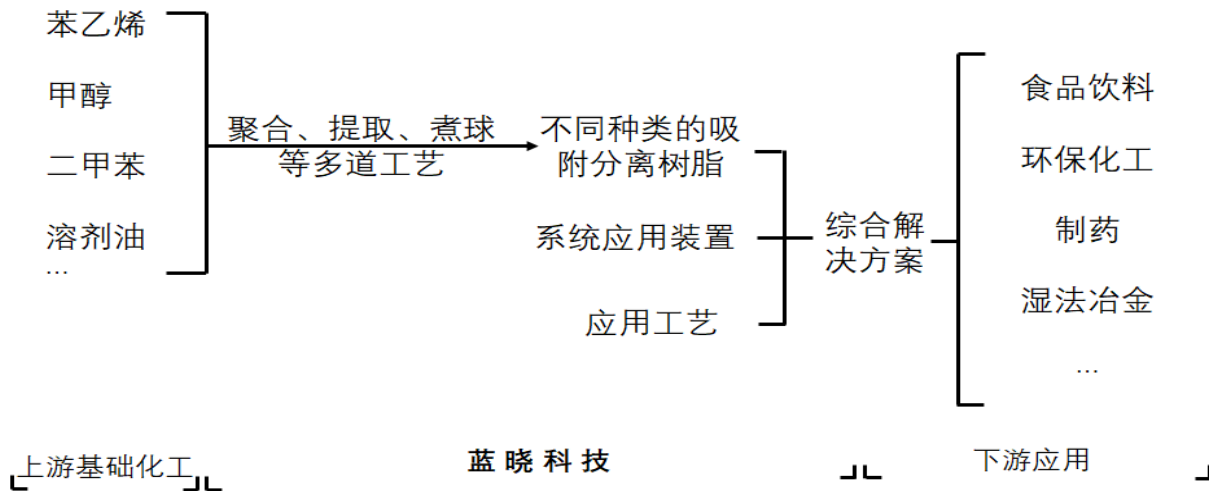 苯乙烯
甲醇
二甲苯
溶剂油
...
聚合、提取、煮球
等多道工艺
不同种类的吸
附分离树脂
系统应用装置
应用工艺
综合解
决方案
食品饮料
环保化工
制药
湿法冶金
...
上游基础化工
蓝晓科技
下游应用